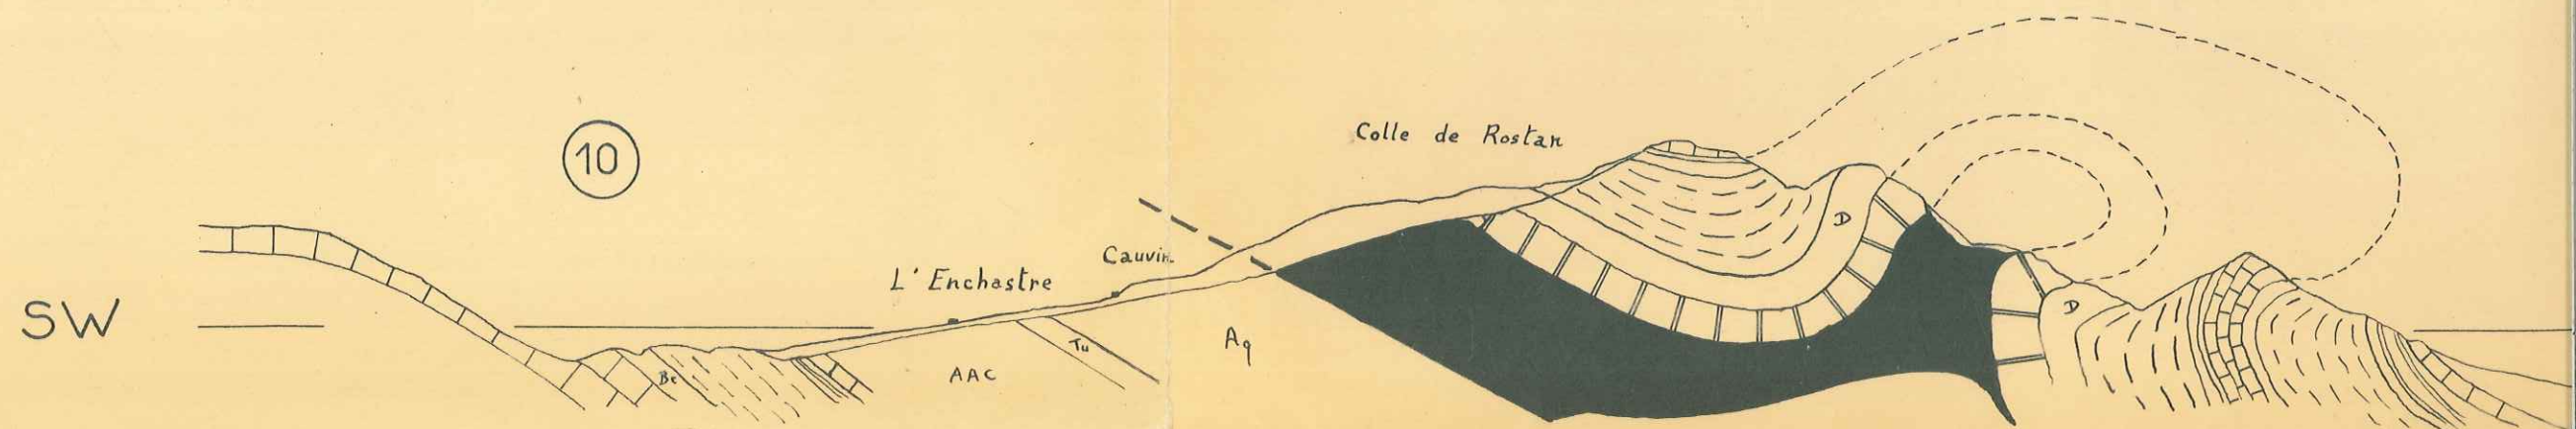 10
Colle de Rostan
Cauvin
L' Enchastre
SW
D
D
Be
AAC
Tu
Aq